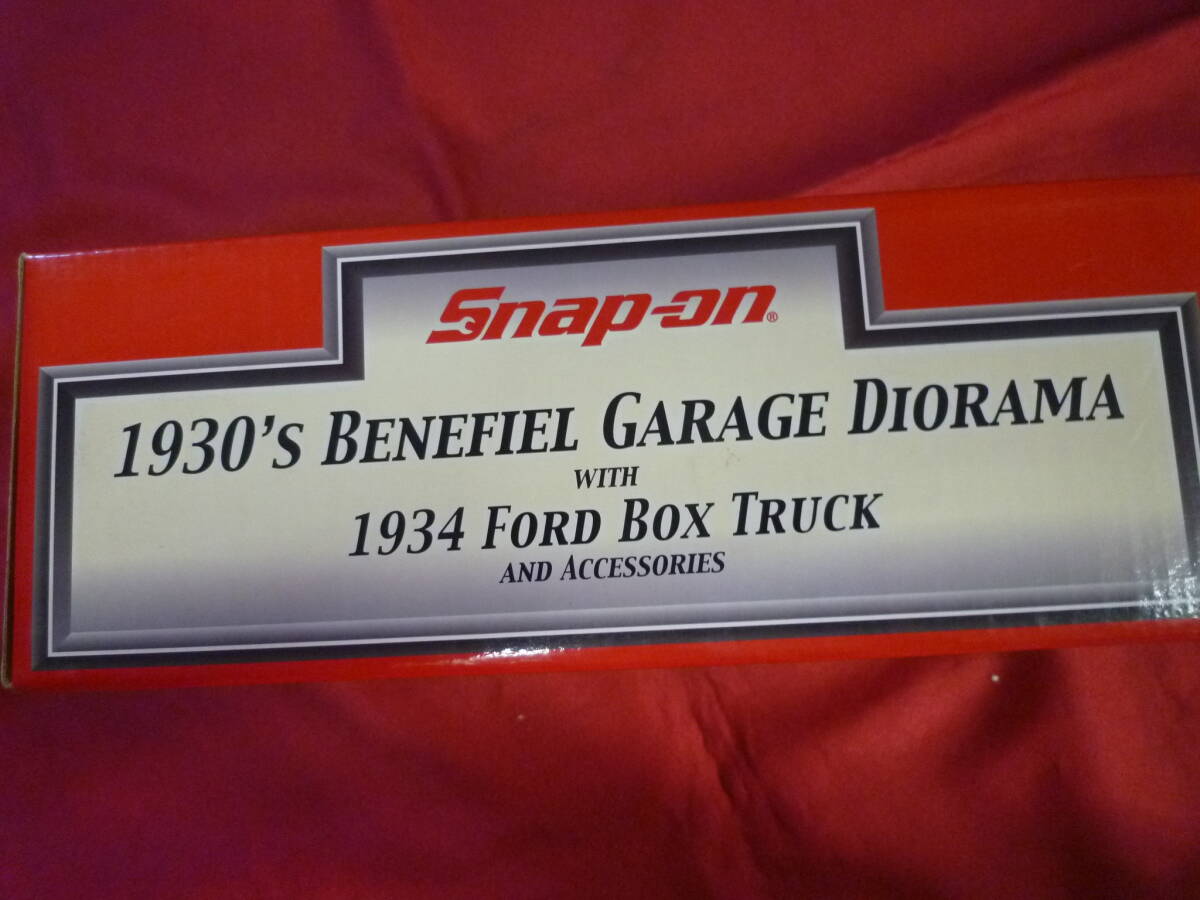 Snap-on®
1930's BENEFIEL GARAGE DIORAMA
WITH
1934 FORD BOX TRUCK
AND ACCESSORIES